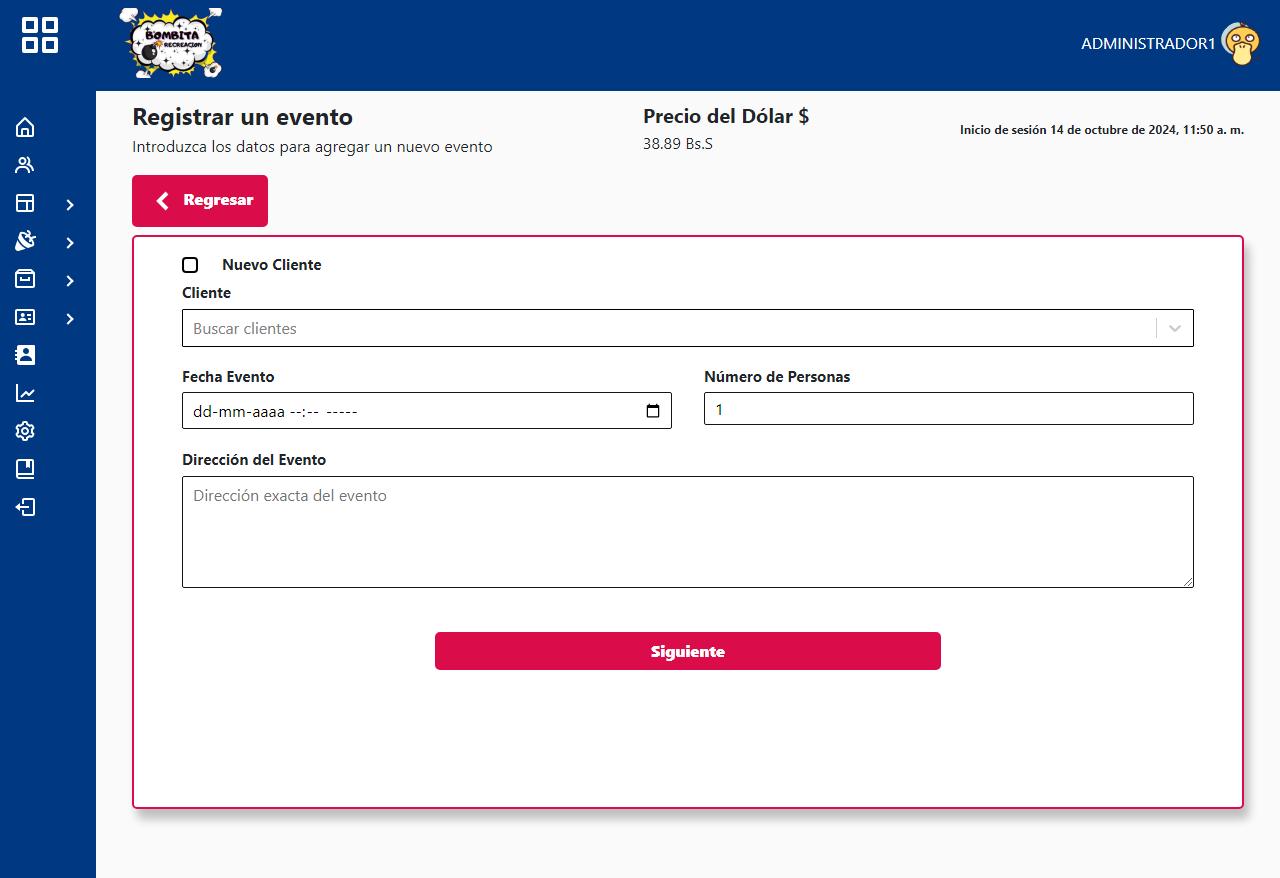 BOMBITA
RECREACION
ADMINISTRADOR1
Registrar un evento
Introduzca los datos para agregar un nuevo evento
Precio del Dólar $
38.89 Bs.S
Inicio de sesión 14 de octubre de 2024, 11:50 a. m.
Regresar
Nuevo Cliente
Cliente
Buscar clientes
Fecha Evento
dd-mm-aaaa --:-- -----
Número de Personas
1
Dirección del Evento
Dirección exacta del evento
Siguiente